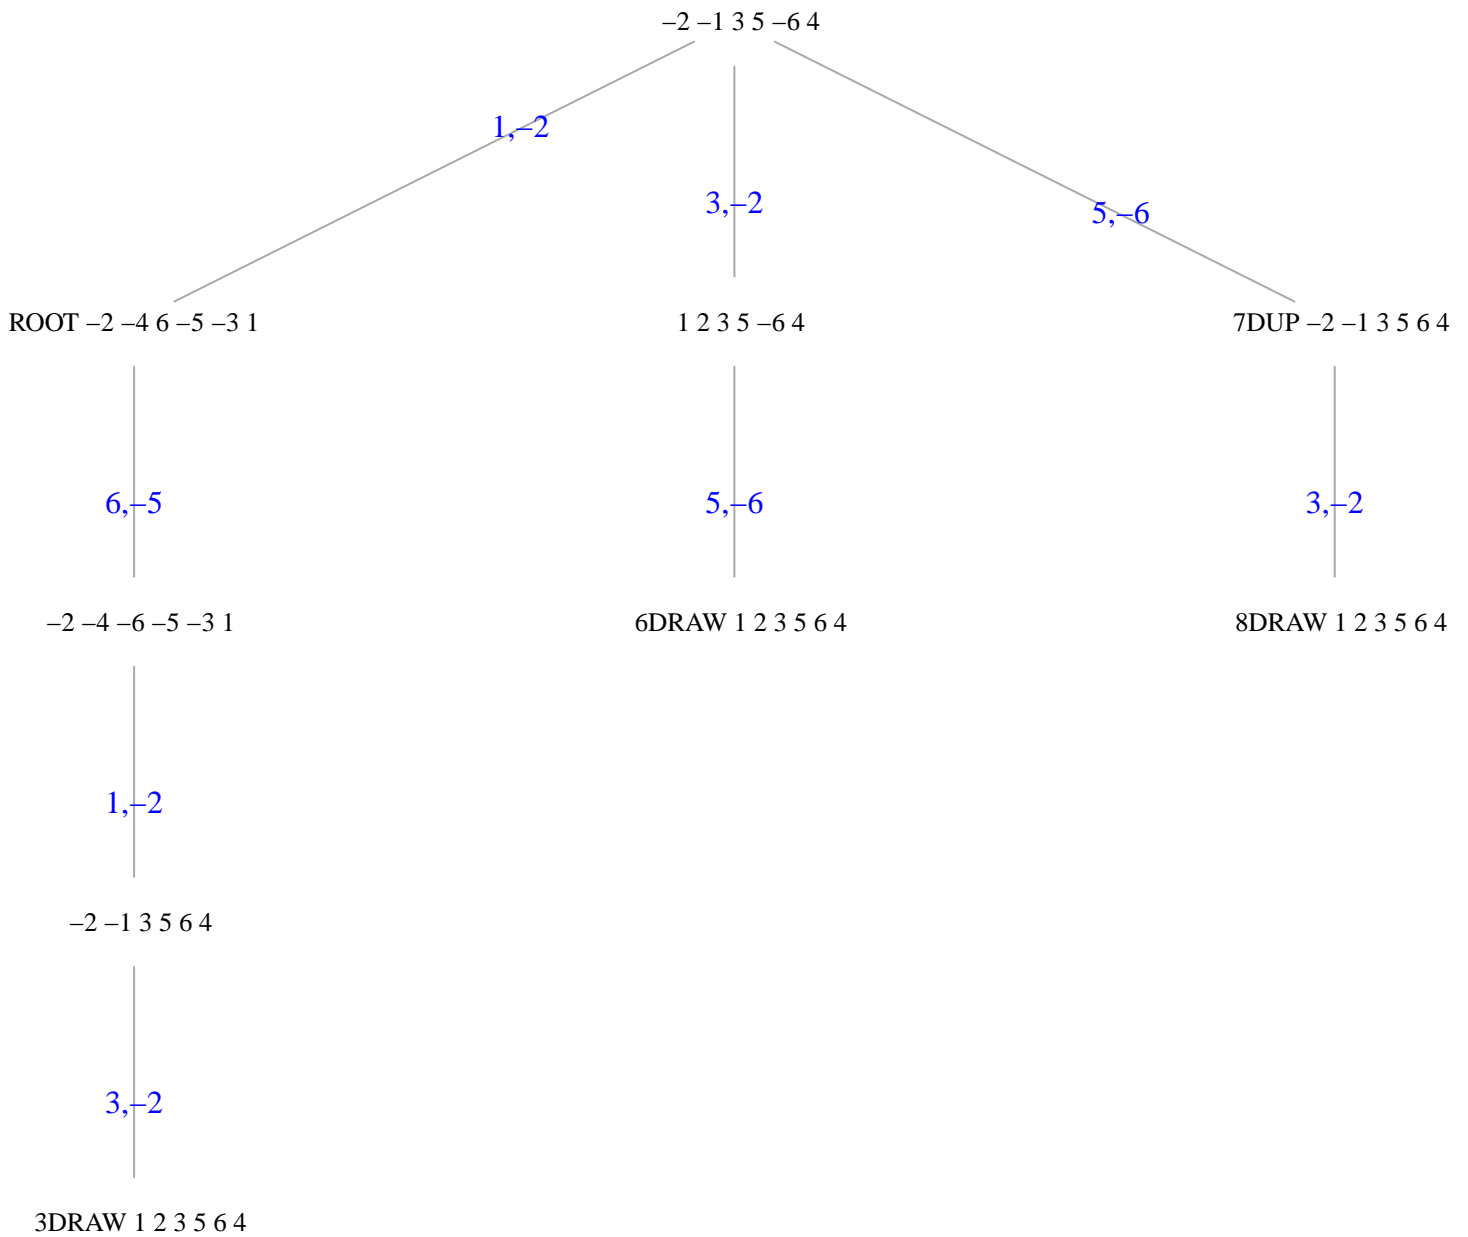 –2 –1 3 5 –6 4
1,–2
3,–2
5,–6
ROOT –2 –4 6 –5 –3 1
1 2 3 5 –6 4
7DUP –2 –1 3 5 6 4
6,–5
5,–6
3,–2
–2 –4 –6 –5 –3 1
6DRAW 1 2 3 5 6 4
8DRAW 1 2 3 5 6 4
1,–2
–2 –1 3 5 6 4
3,–2
3DRAW 1 2 3 5 6 4